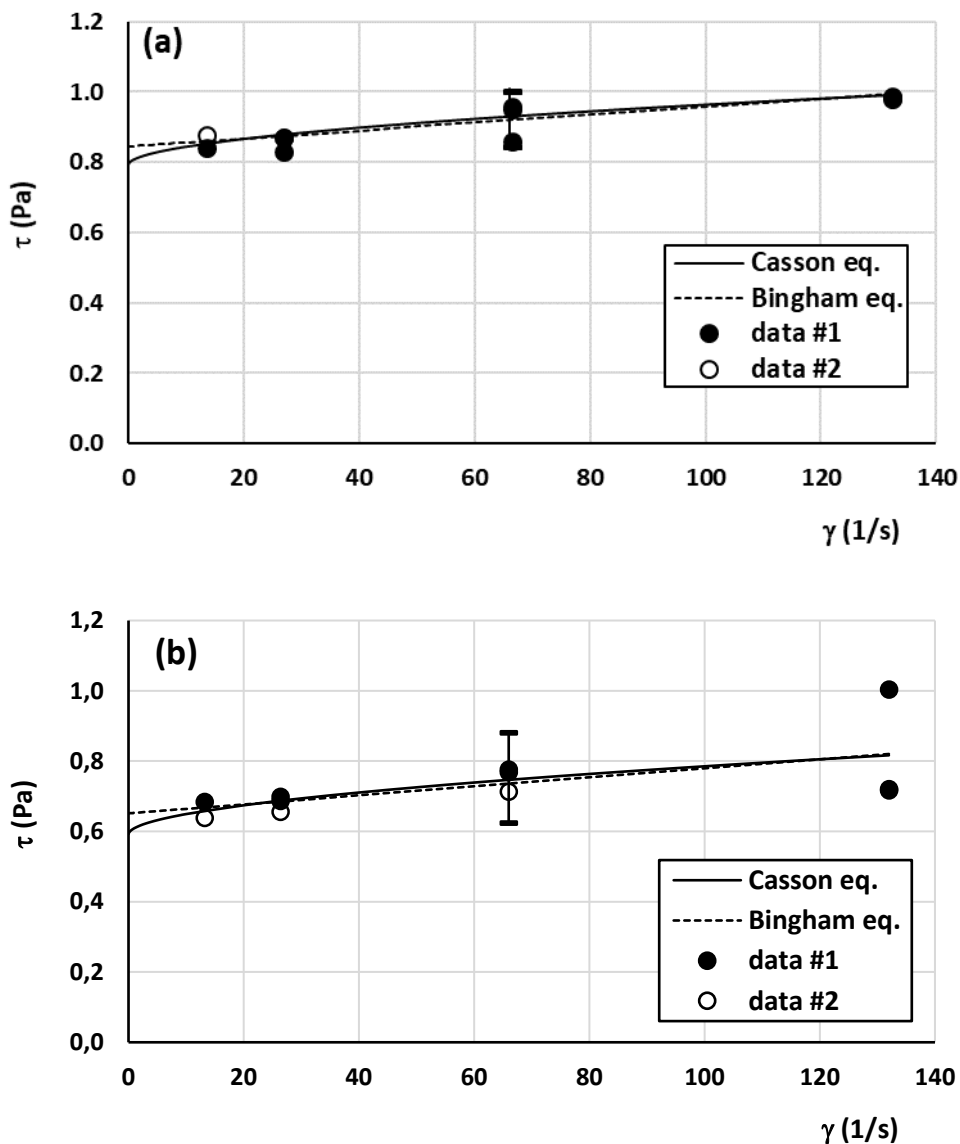 (a)
1.2
1.0
0.8
0.6
0.4
0.2
0.0
τ (Pa)
Casson eq.
Bingham eq.
data #1
data #2
0 20 40 60 80 100 120 140
γ (1/s)
(b)
1,2
1,0
0,8
0,6
0,4
0,2
0,0
τ (Pa)
Casson eq.
Bingham eq.
data #1
data #2
0 20 40 60 80 100 120 140
γ (1/s)